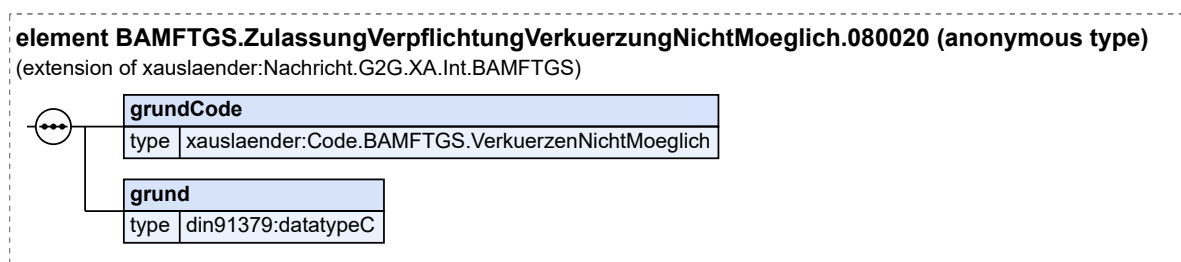 element BAMFTGS.ZulassungVerpflichtungVerkuerzungNichtMoeglich.080020 (anonymous type)
(extension of xauslaender:Nachricht.G2G.XA.Int.BAMFTGS)
grundCode
type xauslaender:Code.BAMFTGS.VerkuerzenNichtMoeglich
grund
type din91379:datatypeC